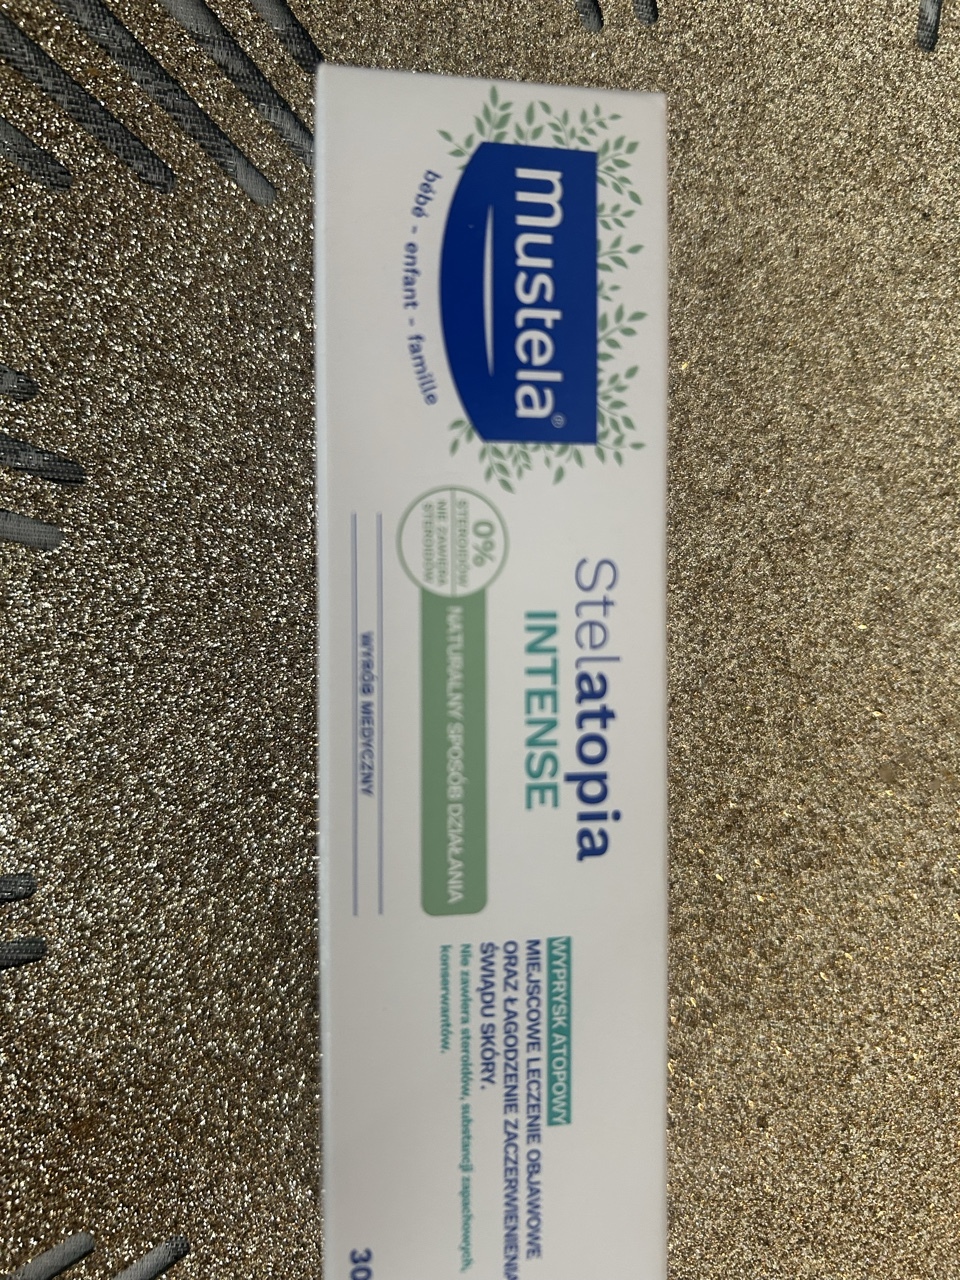 mustela®
bébé - enfant - famille
Stelatopia
INTENSE
0%
STEROIDÓW
NIE ZAWIERA
STEROIDÓW
NATURALNY SPOSÓB DZIAŁANIA
WYRÓB MEDYCZNY
WYPRYSK ATOPOWY
MIEJSCOWE LECZENIE OBJAWOWE
ORAZ ŁAGODZENIE ZACZERWIENIENIA
ŚWIĄDU SKÓRY.
Nie zawiera steroidów, substancji zapachowych,
konserwantów.
30